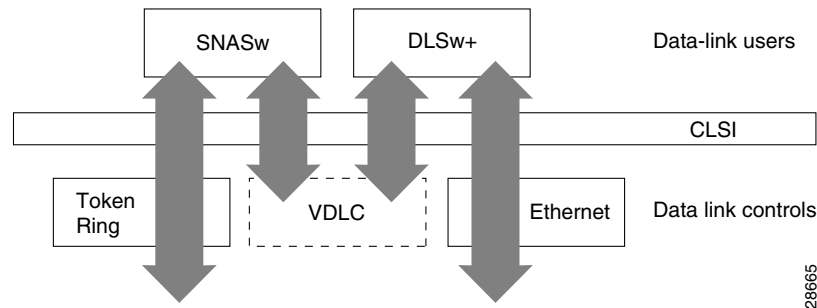 SNASw
DLSw+
Data-link users
CLSI
Token
Ring
VDLC
Ethernet
Data link controls
28665